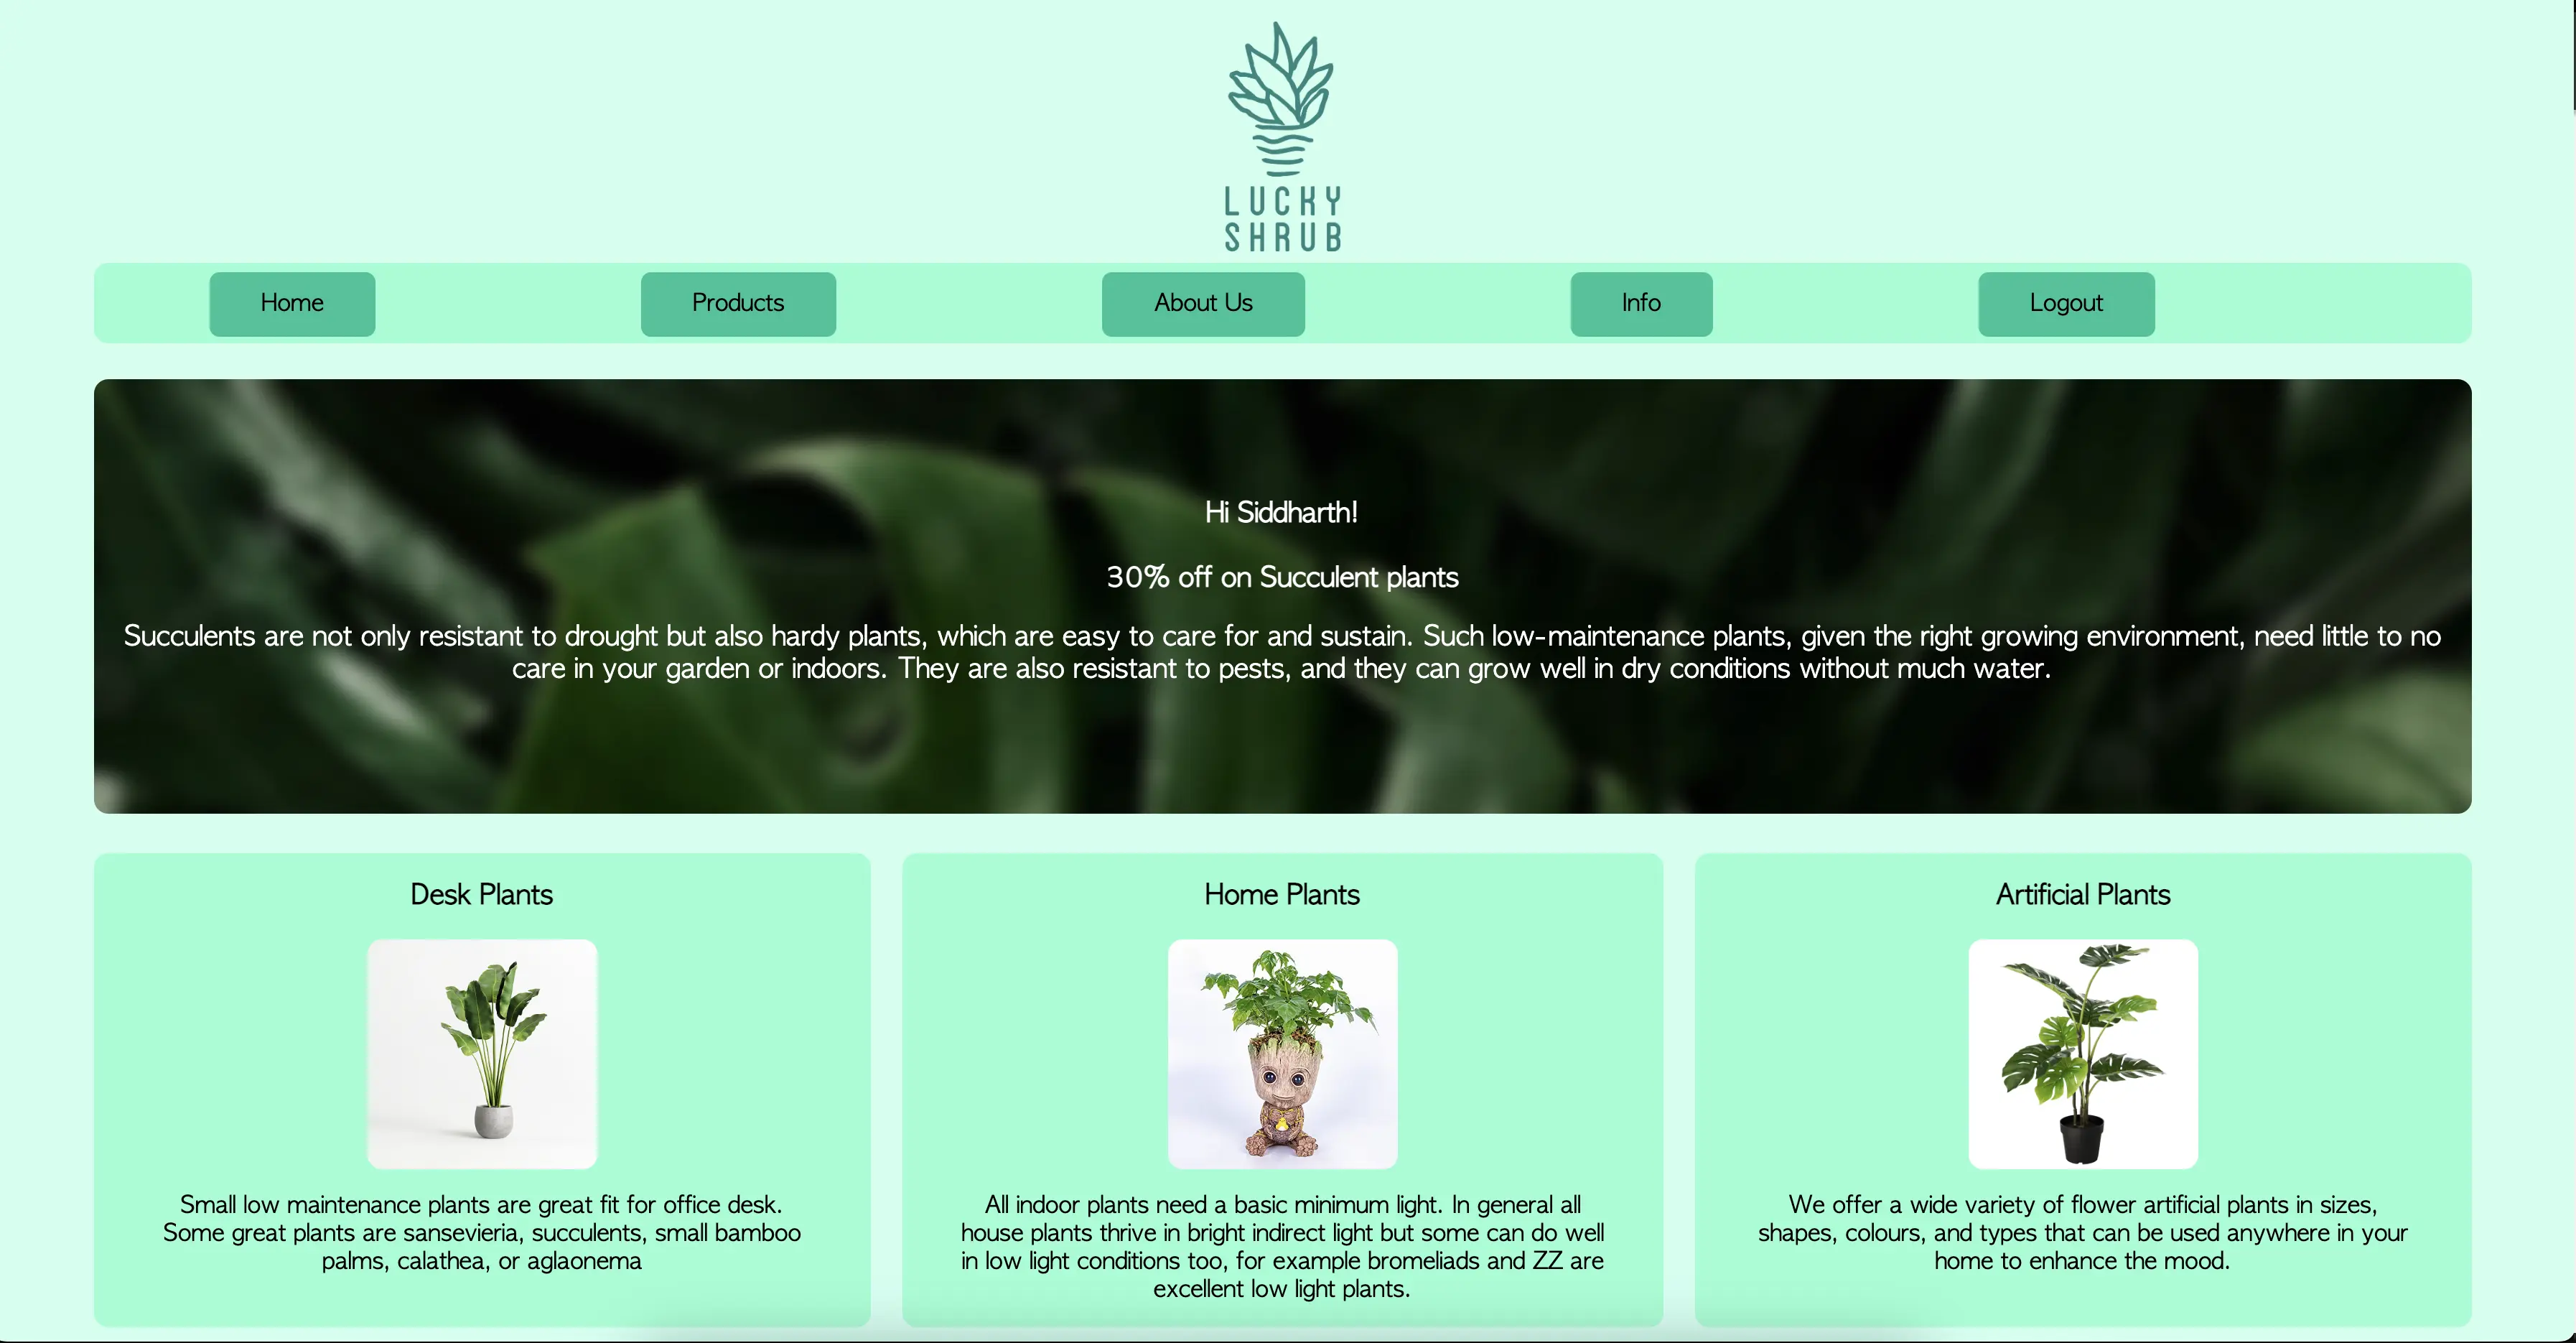 LUCKY
SHRUB
Home
Products
About Us
Info
Logout
Hi Siddharth!
30% off on Succulent plants
Succulents are not only resistant to drought but also hardy plants, which are easy to care for and sustain. Such low-maintenance plants, given the right growing environment, need little to no
care in your garden or indoors. They are also resistant to pests, and they can grow well in dry conditions without much water.
Desk Plants
Small low maintenance plants are great fit for office desk.
Some great plants are sansevieria, succulents, small bamboo
palms, calathea, or aglaonema
Home Plants
All indoor plants need a basic minimum light. In general all
house plants thrive in bright indirect light but some can do well
in low light conditions too, for example bromeliads and ZZ are
excellent low light plants.
Artificial Plants
We offer a wide variety of flower artificial plants in sizes,
shapes, colours, and types that can be used anywhere in your
home to enhance the mood.